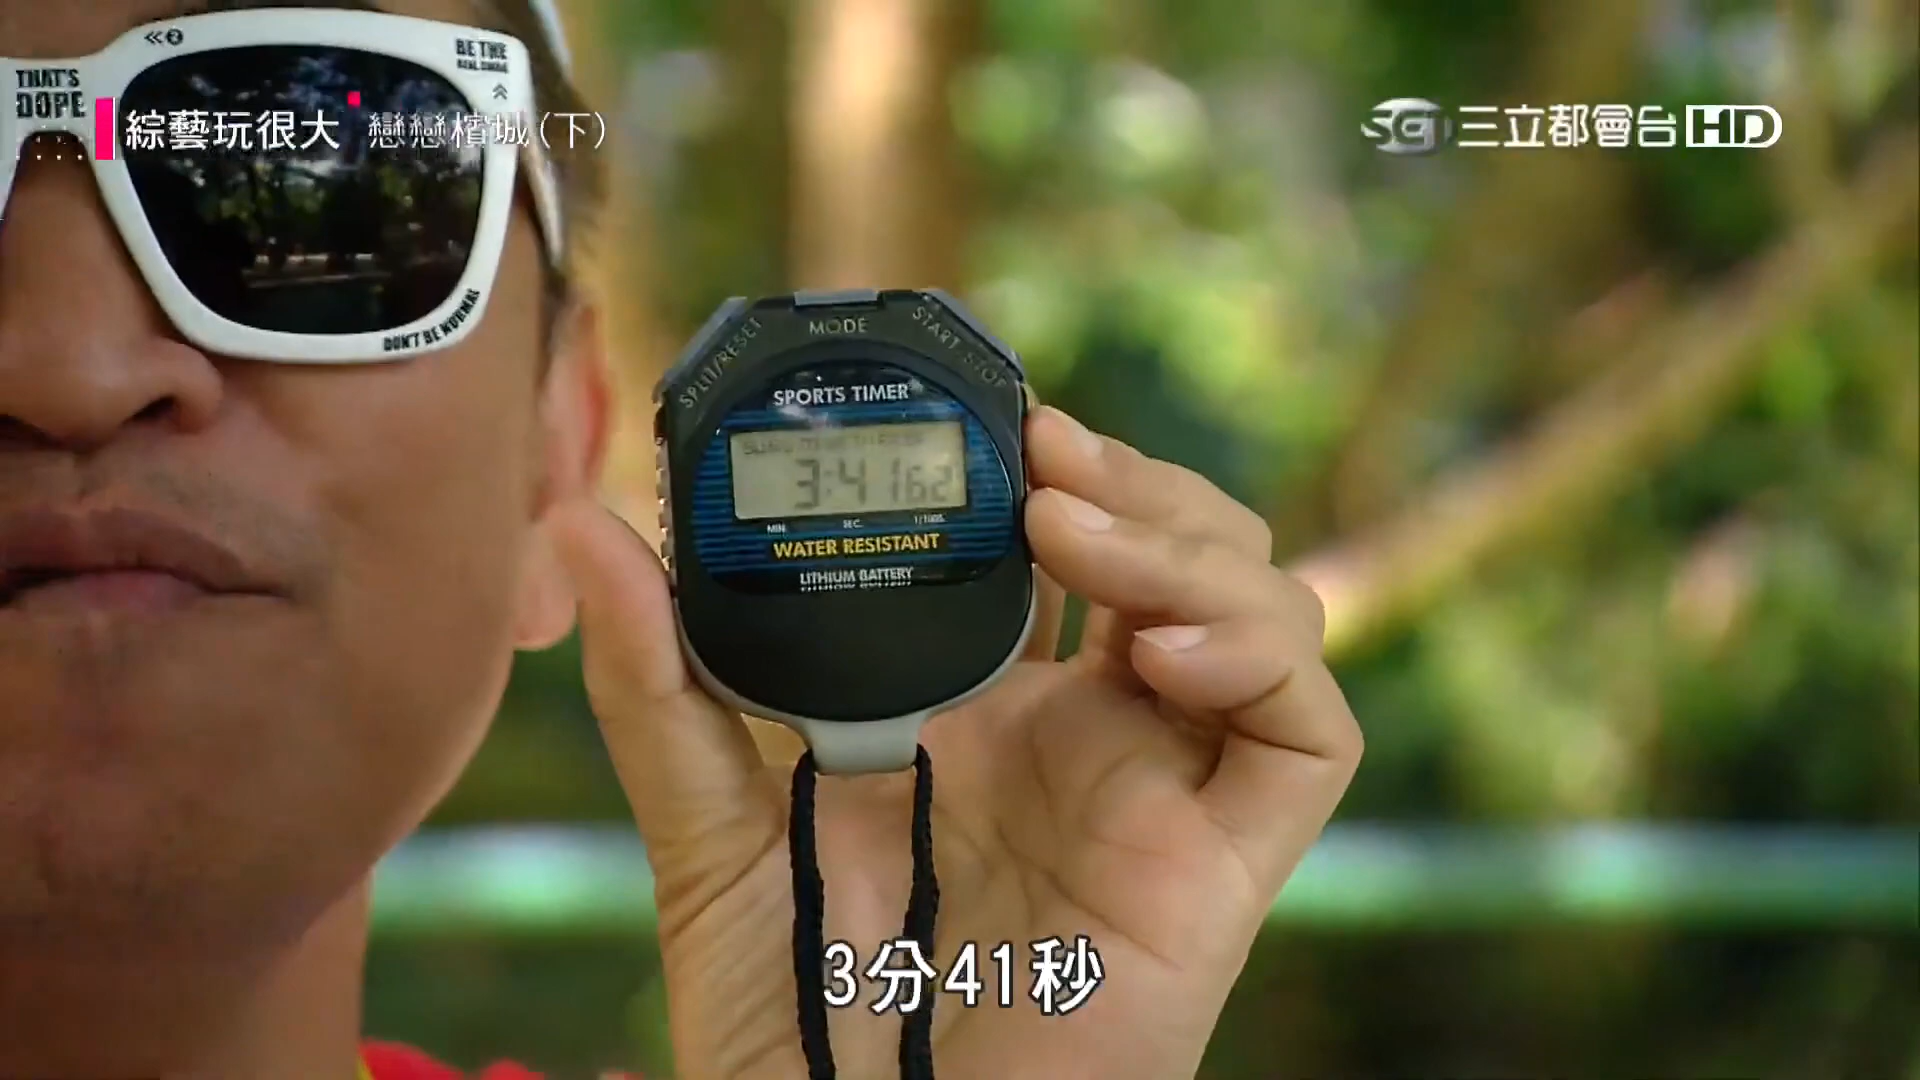 «2
BE THE
THAT'S
DOPE
DON'T BE NORMAL
綜藝玩很大 戀戀檳城(下)
三立都會台HD
SPLIT/RESET
MODE
START STOP
SPORTS TIMER
3:41 62
MIN. SEC. 1/100S.
WATER RESISTANT
LITHIUM BATTERY
3分41秒